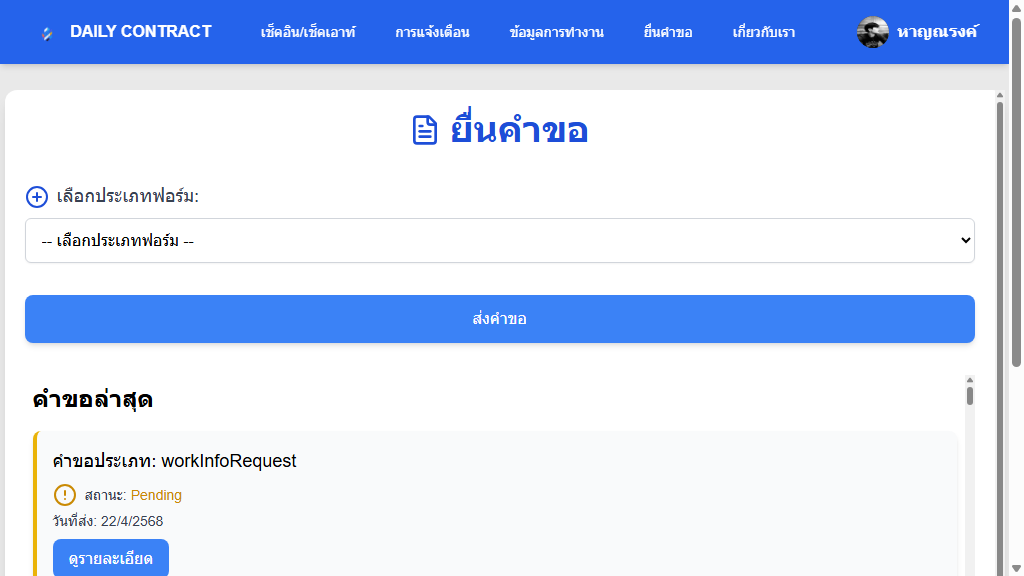 DAILY CONTRACT
เช็คอิน/เช็คเอาท์
การแจ้งเตือน
ข้อมูลการทำงาน
ยื่นคำขอ
เกี่ยวกับเรา
หาญณรงค์
ยื่นคำขอ
เลือกประเภทฟอร์ม:
-- เลือกประเภทฟอร์ม --
ส่งคำขอ
คำขอล่าสุด
คำขอประเภท: workInfoRequest
สถานะ: Pending
วันที่ส่ง: 22/4/2568
ดูรายละเอียด